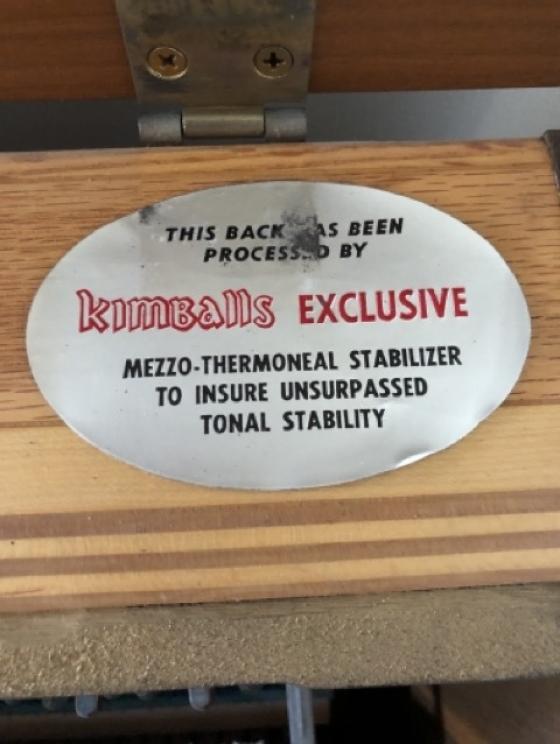 THIS BACK HAS BEEN
PROCESSED BY
kimballs EXCLUSIVE
MEZZO-THERMONEAL STABILIZER
TO INSURE UNSURPASSED
TONAL STABILITY